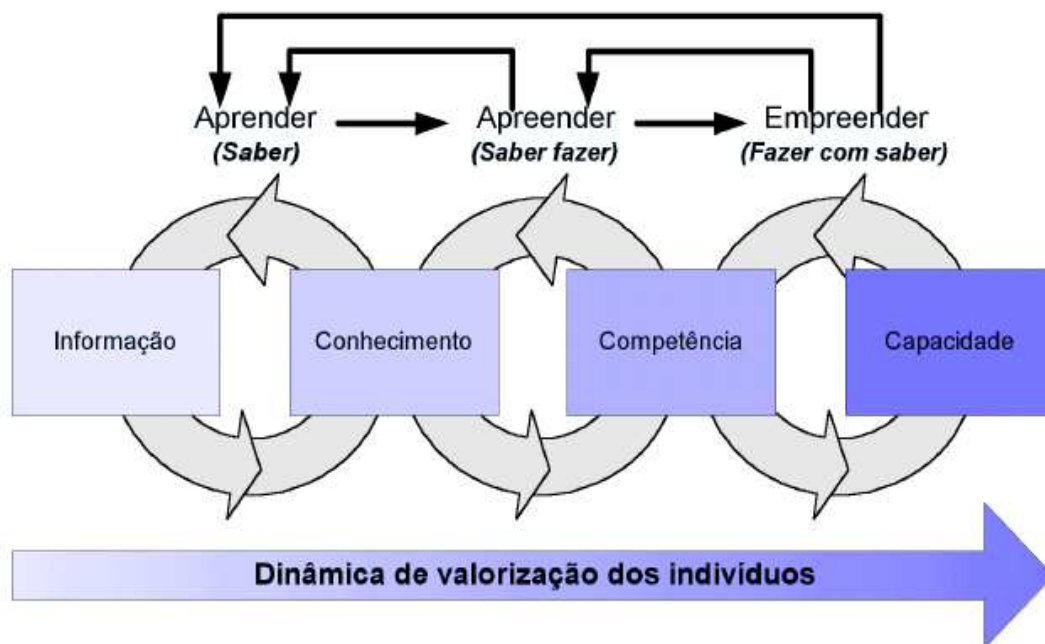 Aprender
(Saber)
Apreender
(Saber fazer)
Empreender
(Fazer com saber)
Informação
Conhecimento
Competência
Capacidade
Dinâmica de valorização dos indivíduos